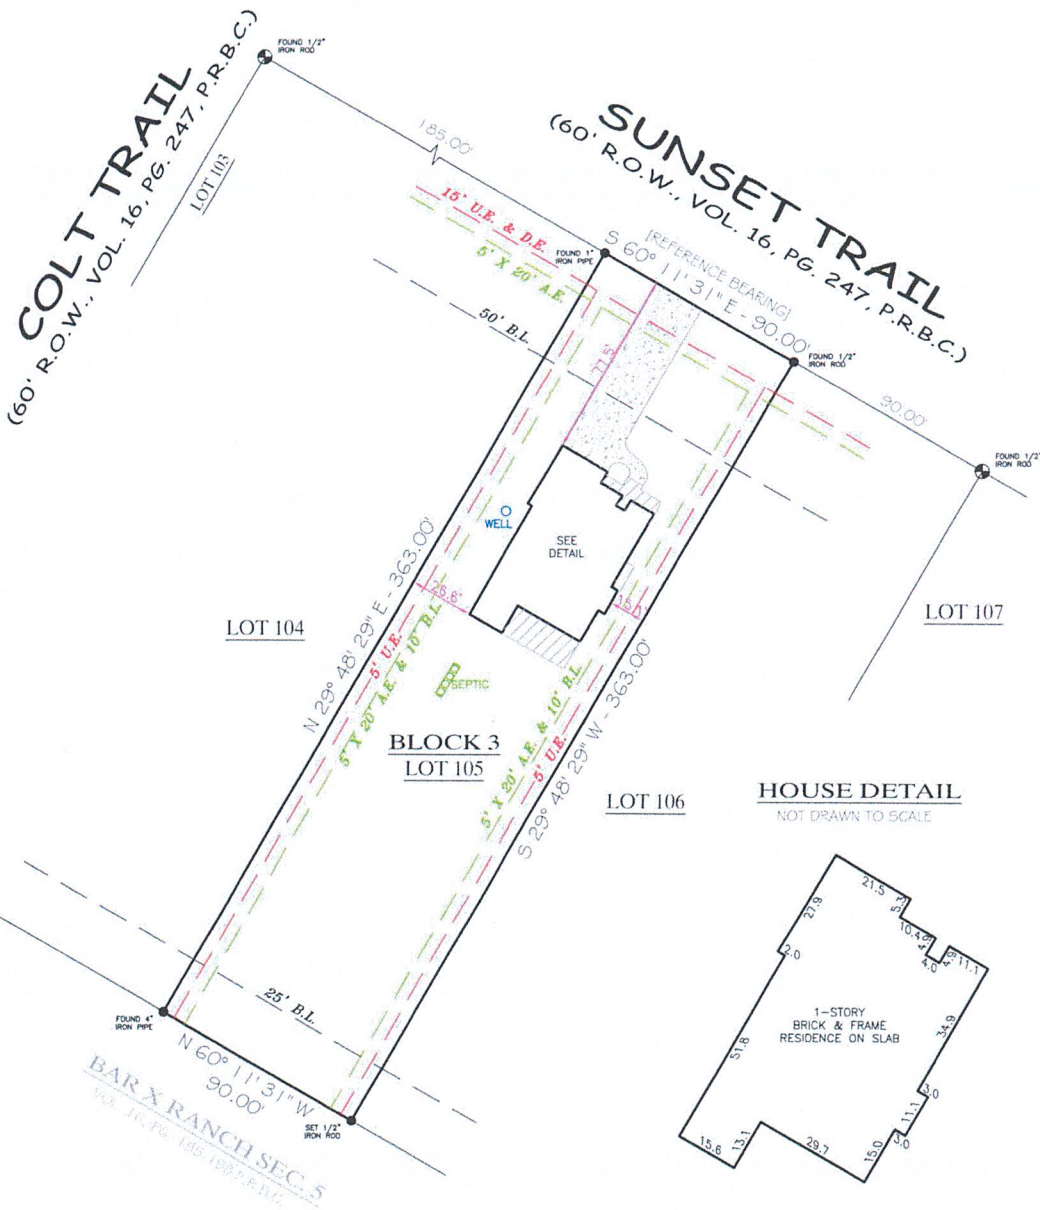 FOUND 1/2"
IRON ROD
COLT TRAIL
(60' R.O.W., VOL. 16, PG. 247, P.R.B.C.)
LOT 103
185.00'
SUNSET TRAIL
(60' R.O.W., VOL. 16, PG. 247, P.R.B.C.)
15' U.E. & D.E.
5' X 20' A.E.
FOUND 1"
IRON PIPE
[REFERENCE BEARING]
S 60° 11' 31" E - 90.00'
50' B.L.
77.5'
FOUND 1/2"
IRON ROD
90.00'
FOUND 1/2"
IRON ROD
WELL
SEE
DETAIL
N 29° 48' 29" E - 363.00'
26.6'
15.1'
LOT 104
LOT 107
5' U.E.
5' X 20' A.E. & 10' B.L.
SEPTIC
BLOCK 3
LOT 105
5' X 20' A.E. & 10' B.L.
5' U.E.
S 29° 48' 29" W - 363.00'
LOT 106
HOUSE DETAIL
NOT DRAWN TO SCALE
21.5
5.3
27.9
10.4
4.0
4.9
11.1
2.0
1-STORY
BRICK & FRAME
RESIDENCE ON SLAB
34.9
51.8
3.0
11.1
3.0
15.6
13.1
29.7
15.0
25' B.L.
FOUND 4"
IRON PIPE
N 60° 11' 31" W
90.00'
SET 1/2"
IRON ROD
BAR X RANCH SEC. 5
VOL. 16, PG.